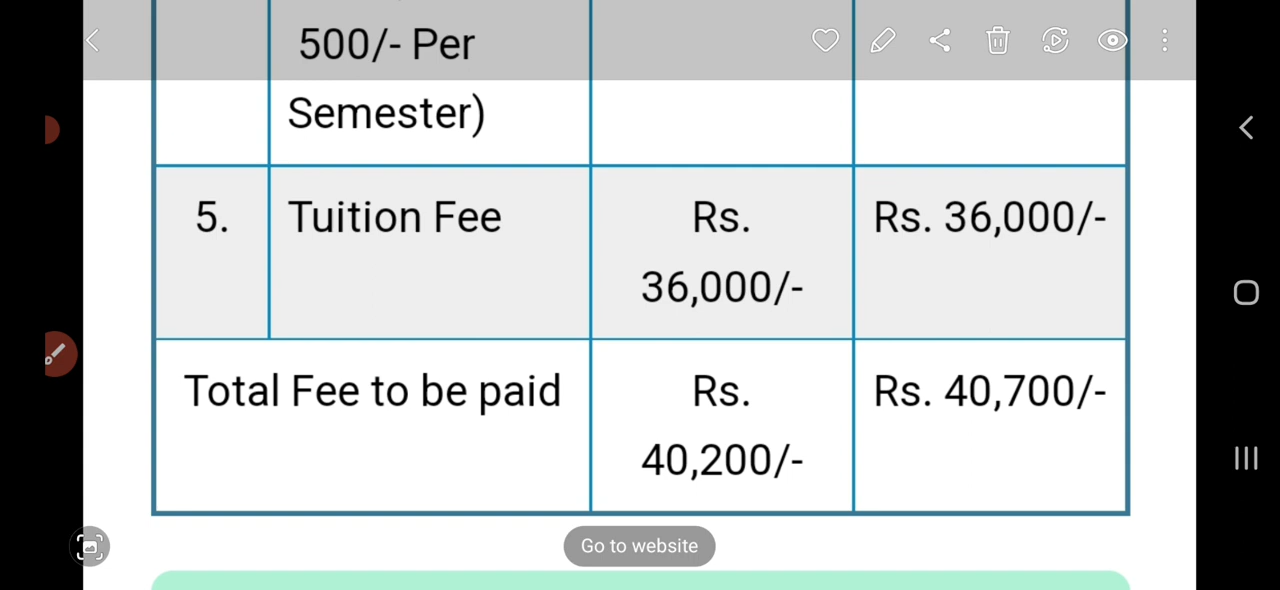 500/- Per
Semester)
5. Tuition Fee Rs. 36,000/- Rs. 36,000/-
Total Fee to be paid Rs. 40,200/- Rs. 40,700/-
Go to website